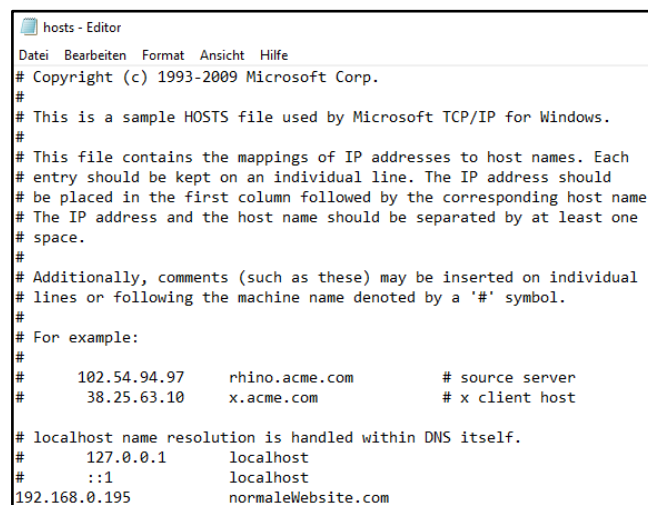 hosts - Editor
Datei Bearbeiten Format Ansicht Hilfe
# Copyright (c) 1993-2009 Microsoft Corp.
#
# This is a sample HOSTS file used by Microsoft TCP/IP for Windows.
#
# This file contains the mappings of IP addresses to host names. Each
# entry should be kept on an individual line. The IP address should
# be placed in the first column followed by the corresponding host name
# The IP address and the host name should be separated by at least one
# space.
#
# Additionally, comments (such as these) may be inserted on individual
# lines or following the machine name denoted by a '#' symbol.
#
# For example:
#
#      102.54.94.97     rhino.acme.com          # source server
#       38.25.63.10     x.acme.com              # x client host

# localhost name resolution is handled within DNS itself.
#       127.0.0.1       localhost
#       ::1             localhost
192.168.0.195           normaleWebsite.com